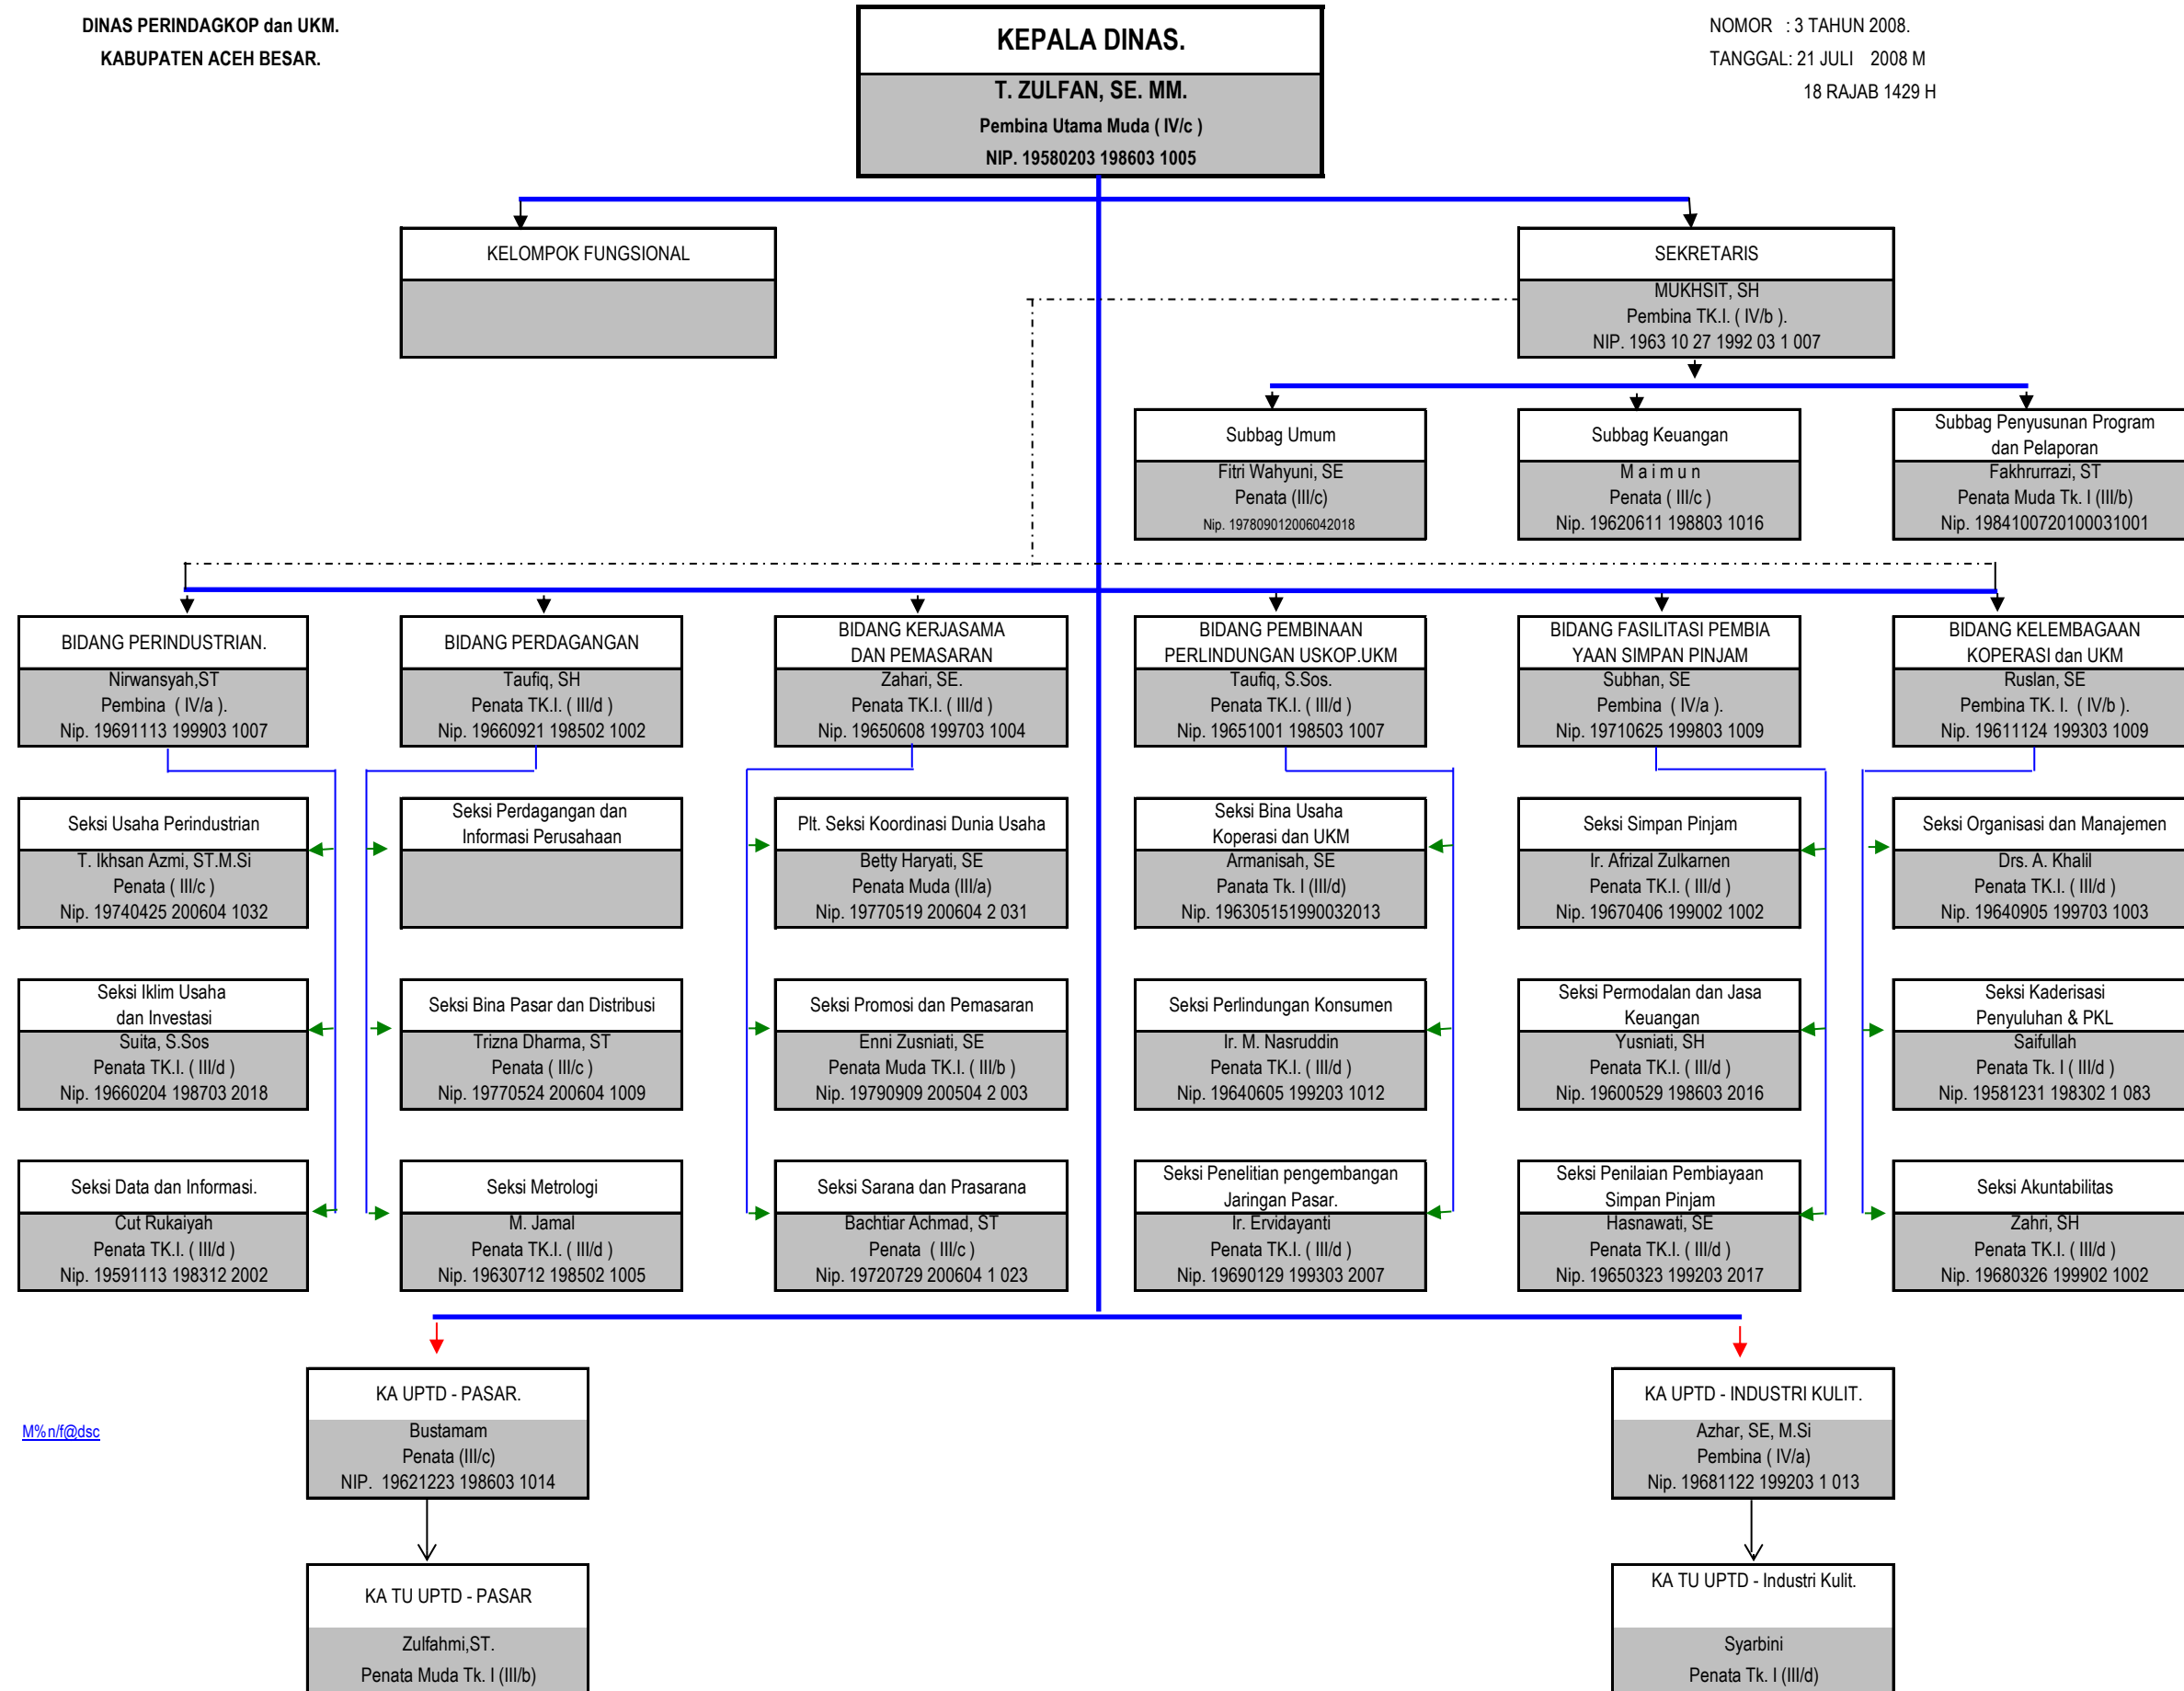 DINAS PERINDAGKOP dan UKM.
KABUPATEN ACEH BESAR.
KEPALA DINAS.
T. ZULFAN, SE. MM.
Pembina Utama Muda ( IV/c )
NIP. 19580203 198603 1005
NOMOR : 3 TAHUN 2008.
TANGGAL: 21 JULI 2008 M
18 RAJAB 1429 H
KELOMPOK FUNGSIONAL
SEKRETARIS
MUKHSIT, SH
Pembina TK.I. ( IV/b ).
NIP. 1963 10 27 1992 03 1 007
Subbag Umum
Fitri Wahyuni, SE
Penata (III/c)
Nip. 197809012006042018
Subbag Keuangan
M a i m u n
Penata ( III/c )
Nip. 19620611 198803 1016
Subbag Penyusunan Program
dan Pelaporan
Fakhrurrazi, ST
Penata Muda Tk. I (III/b)
Nip. 1984100720100031001
BIDANG PERINDUSTRIAN.
Nirwansyah,ST
Pembina ( IV/a ).
Nip. 19691113 199903 1007
BIDANG PERDAGANGAN
Taufiq, SH
Penata TK.I. ( III/d )
Nip. 19660921 198502 1002
BIDANG KERJASAMA
DAN PEMASARAN
Zahari, SE.
Penata TK.I. ( III/d )
Nip. 19650608 199703 1004
BIDANG PEMBINAAN
PERLINDUNGAN USKOP.UKM
Taufiq, S.Sos.
Penata TK.I. ( III/d )
Nip. 19651001 198503 1007
BIDANG FASILITASI PEMBIA
YAAN SIMPAN PINJAM
Subhan, SE
Pembina ( IV/a ).
Nip. 19710625 199803 1009
BIDANG KELEMBAGAAN
KOPERASI dan UKM
Ruslan, SE
Pembina TK. I. ( IV/b ).
Nip. 19611124 199303 1009
Seksi Usaha Perindustrian
T. Ikhsan Azmi, ST.M.Si
Penata ( III/c )
Nip. 19740425 200604 1032
Seksi Perdagangan dan
Informasi Perusahaan
Plt. Seksi Koordinasi Dunia Usaha
Betty Haryati, SE
Penata Muda (III/a)
Nip. 19770519 200604 2 031
Seksi Bina Usaha
Koperasi dan UKM
Armanisah, SE
Panata Tk. I (III/d)
Nip. 196305151990032013
Seksi Simpan Pinjam
Ir. Afrizal Zulkarnen
Penata TK.I. ( III/d )
Nip. 19670406 199002 1002
Seksi Organisasi dan Manajemen
Drs. A. Khalil
Penata TK.I. ( III/d )
Nip. 19640905 199703 1003
Seksi Iklim Usaha
dan Investasi
Suita, S.Sos
Penata TK.I. ( III/d )
Nip. 19660204 198703 2018
Seksi Bina Pasar dan Distribusi
Trizna Dharma, ST
Penata ( III/c )
Nip. 19770524 200604 1009
Seksi Promosi dan Pemasaran
Enni Zusniati, SE
Penata Muda TK.I. ( III/b )
Nip. 19790909 200504 2 003
Seksi Perlindungan Konsumen
Ir. M. Nasruddin
Penata TK.I. ( III/d )
Nip. 19640605 199203 1012
Seksi Permodalan dan Jasa
Keuangan
Yusniati, SH
Penata TK.I. ( III/d )
Nip. 19600529 198603 2016
Seksi Kaderisasi
Penyuluhan & PKL
Saifullah
Penata Tk. I ( III/d )
Nip. 19581231 198302 1 083
Seksi Data dan Informasi.
Cut Rukaiyah
Penata TK.I. ( III/d )
Nip. 19591113 198312 2002
Seksi Metrologi
M. Jamal
Penata TK.I. ( III/d )
Nip. 19630712 198502 1005
Seksi Sarana dan Prasarana
Bachtiar Achmad, ST
Penata ( III/c )
Nip. 19720729 200604 1 023
Seksi Penelitian pengembangan
Jaringan Pasar.
Ir. Ervidayanti
Penata TK.I. ( III/d )
Nip. 19690129 199303 2007
Seksi Penilaian Pembiayaan
Simpan Pinjam
Hasnawati, SE
Penata TK.I. ( III/d )
Nip. 19650323 199203 2017
Seksi Akuntabilitas
Zahri, SH
Penata TK.I. ( III/d )
Nip. 19680326 199902 1002
KA UPTD - PASAR.
Bustamam
Penata (III/c)
NIP. 19621223 198603 1014
KA UPTD - INDUSTRI KULIT.
Azhar, SE, M.Si
Pembina ( IV/a)
Nip. 19681122 199203 1 013
M%n/f@dsc
KA TU UPTD - PASAR
Zulfahmi,ST.
Penata Muda Tk. I (III/b)
KA TU UPTD - Industri Kulit.
Syarbini
Penata Tk. I (III/d)